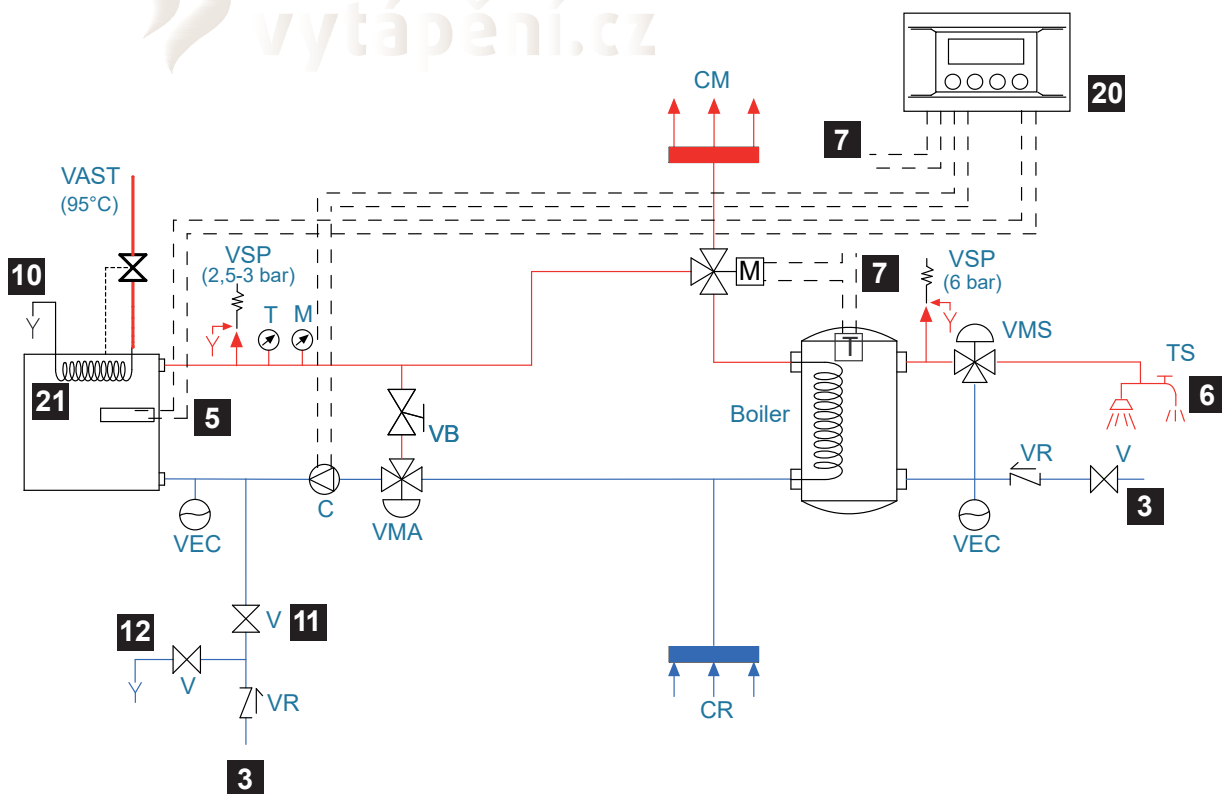 vytápění.cz
CM
20
7
VAST
(95°C)
10
VSP
(2,5-3 bar)
T
M
M
7
VSP
(6 bar)
VMS
TS
T
21
5
6
Boiler
VB
VR
V
3
C
VMA
VEC
VEC
V
11
12
V
VR
CR
3